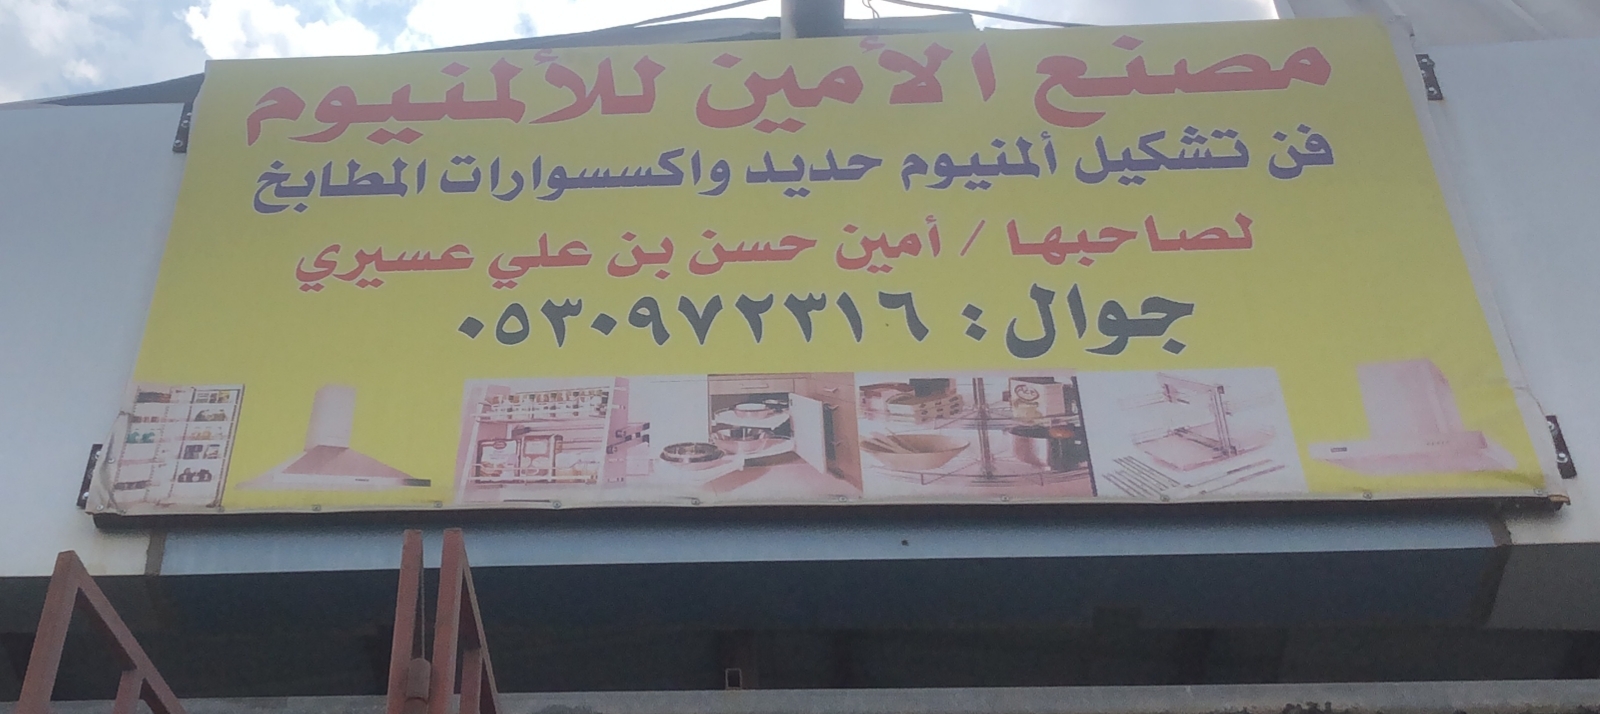 مصنع الأمين للألمنيوم
فن تشكيل ألمنيوم حديد واكسسوارات المطابخ
لصاحبها / أمين حسن بن علي عسيري
جوال : ٠٥٣٠٩٧٢٣١٦